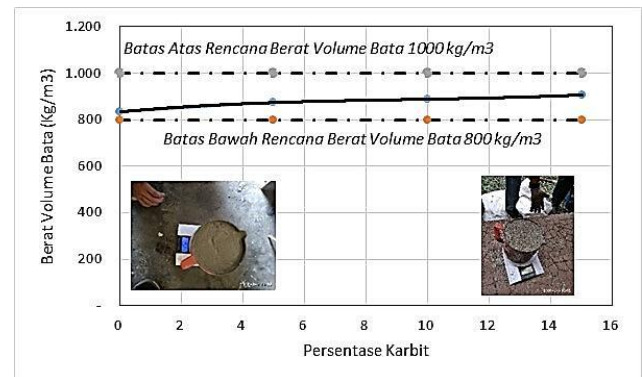 1.200
Batas Atas Rencana Berat Volume Bata 1000 kg/m3
1.000
800
Batas Bawah Rencana Berat Volume Bata 800 kg/m3
600
400
200
-
Berat Volume Bata (Kg/m3)
0 2 4 6 8 10 12 14 16
Persentase Karbit